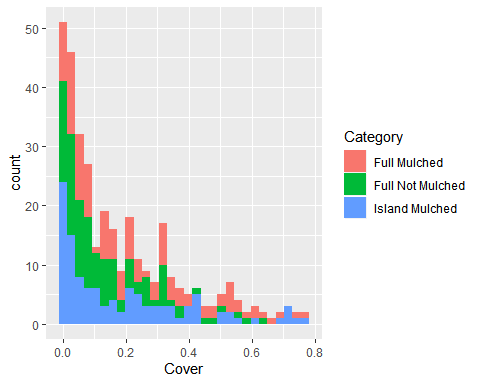 count
50
40
30
20
10
0
0.0 0.2 0.4 0.6 0.8
Cover
Category
Full Mulched
Full Not Mulched
Island Mulched